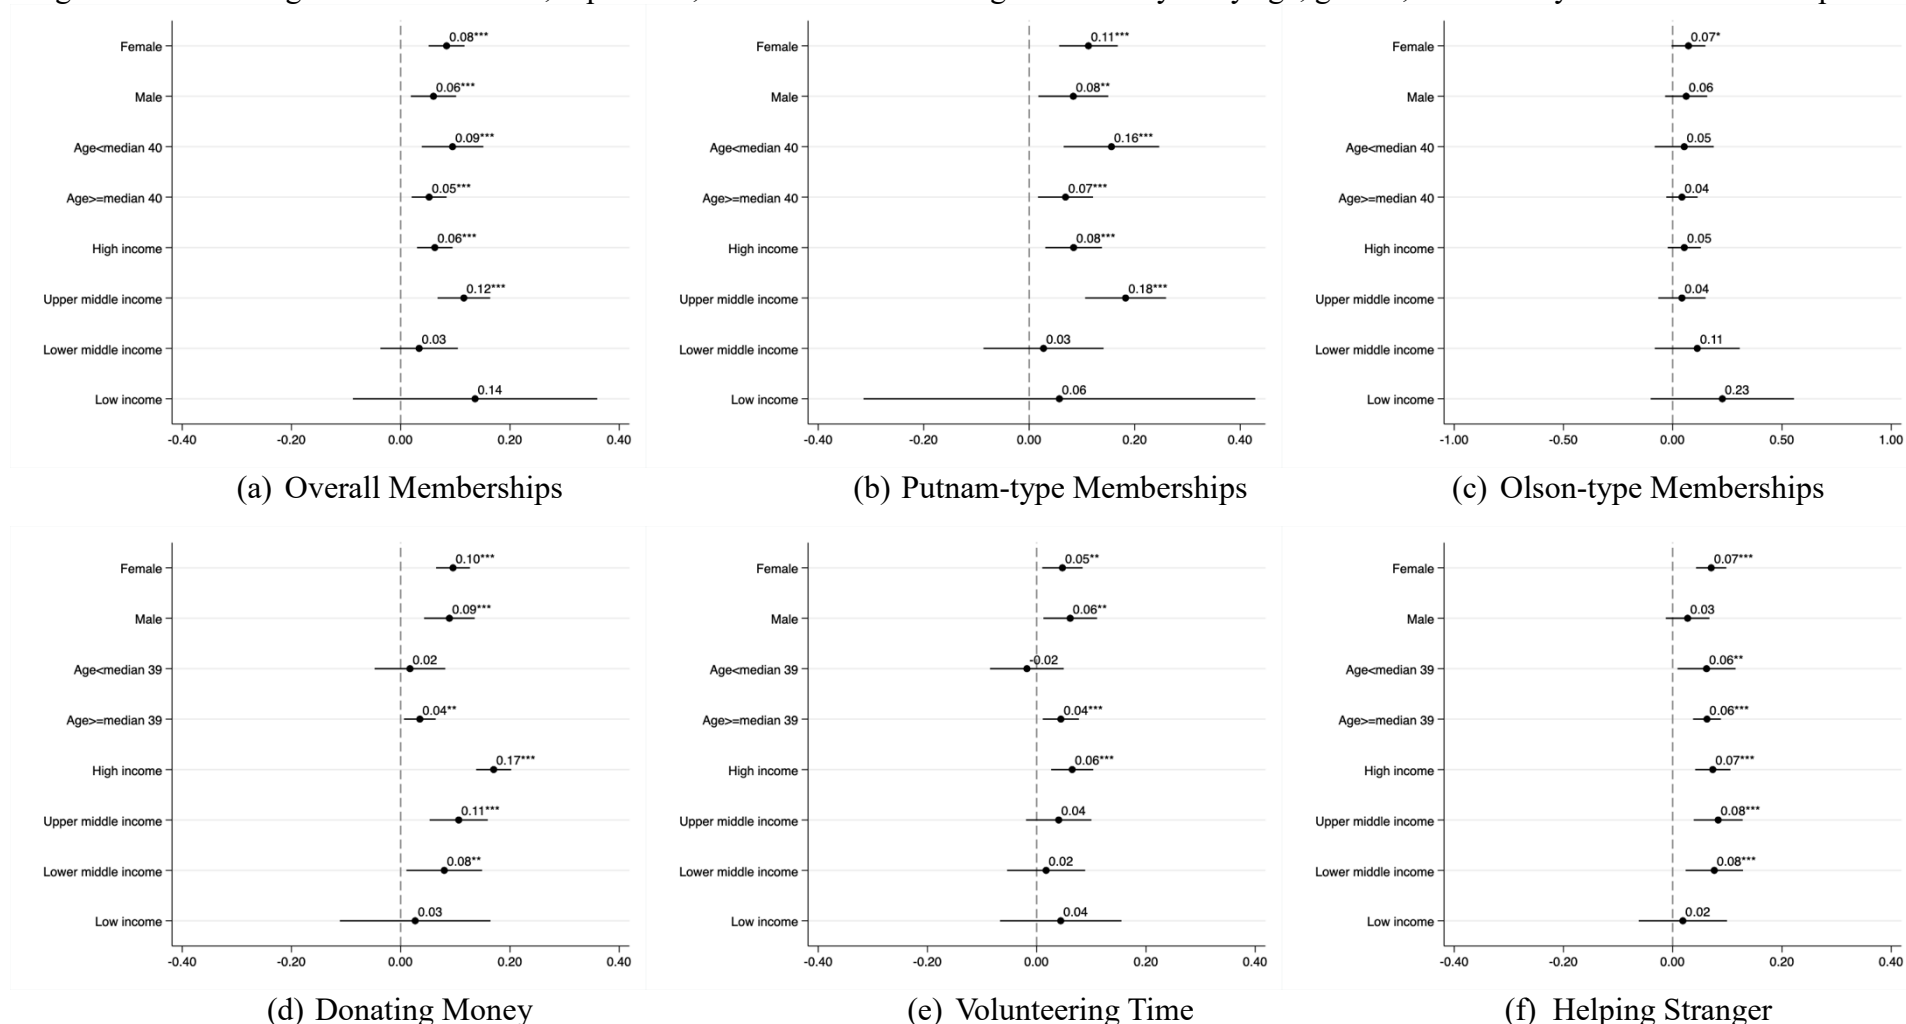 Female 0.08***
Male 0.06***
Age<median 40 0.09***
Age>=median 40 0.05***
High income 0.06***
Upper middle income 0.12***
Lower middle income 0.03
Low income 0.14
-0.40 -0.20 0.00 0.20 0.40
(a) Overall Memberships
Female 0.11***
Male 0.08**
Age<median 40 0.16***
Age>=median 40 0.07***
High income 0.08***
Upper middle income 0.18***
Lower middle income 0.03
Low income 0.06
-0.40 -0.20 0.00 0.20 0.40
(b) Putnam-type Memberships
Female 0.07*
Male 0.06
Age<median 40 0.05
Age>=median 40 0.04
High income 0.05
Upper middle income 0.04
Lower middle income 0.11
Low income 0.23
-1.00 -0.50 0.00 0.50 1.00
(c) Olson-type Memberships
Female 0.10***
Male 0.09***
Age<median 39 0.02
Age>=median 39 0.04**
High income 0.17***
Upper middle income 0.11***
Lower middle income 0.08**
Low income 0.03
-0.40 -0.20 0.00 0.20 0.40
(d) Donating Money
Female 0.05**
Male 0.06**
Age<median 39 -0.02
Age>=median 39 0.04***
High income 0.06***
Upper middle income 0.04
Lower middle income 0.02
Low income 0.04
-0.40 -0.20 0.00 0.20 0.40
(e) Volunteering Time
Female 0.07***
Male 0.03
Age<median 39 0.06**
Age>=median 39 0.06***
High income 0.07***
Upper middle income 0.08***
Lower middle income 0.08***
Low income 0.02
-0.40 -0.20 0.00 0.20 0.40
(f) Helping Stranger